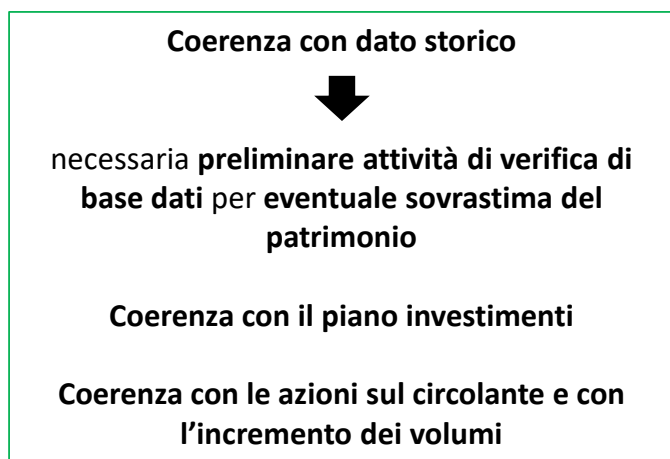 Coerenza con dato storico
necessaria preliminare attività di verifica di
base dati per eventuale sovrastima del
patrimonio
Coerenza con il piano investimenti
Coerenza con le azioni sul circolante e con
l’incremento dei volumi